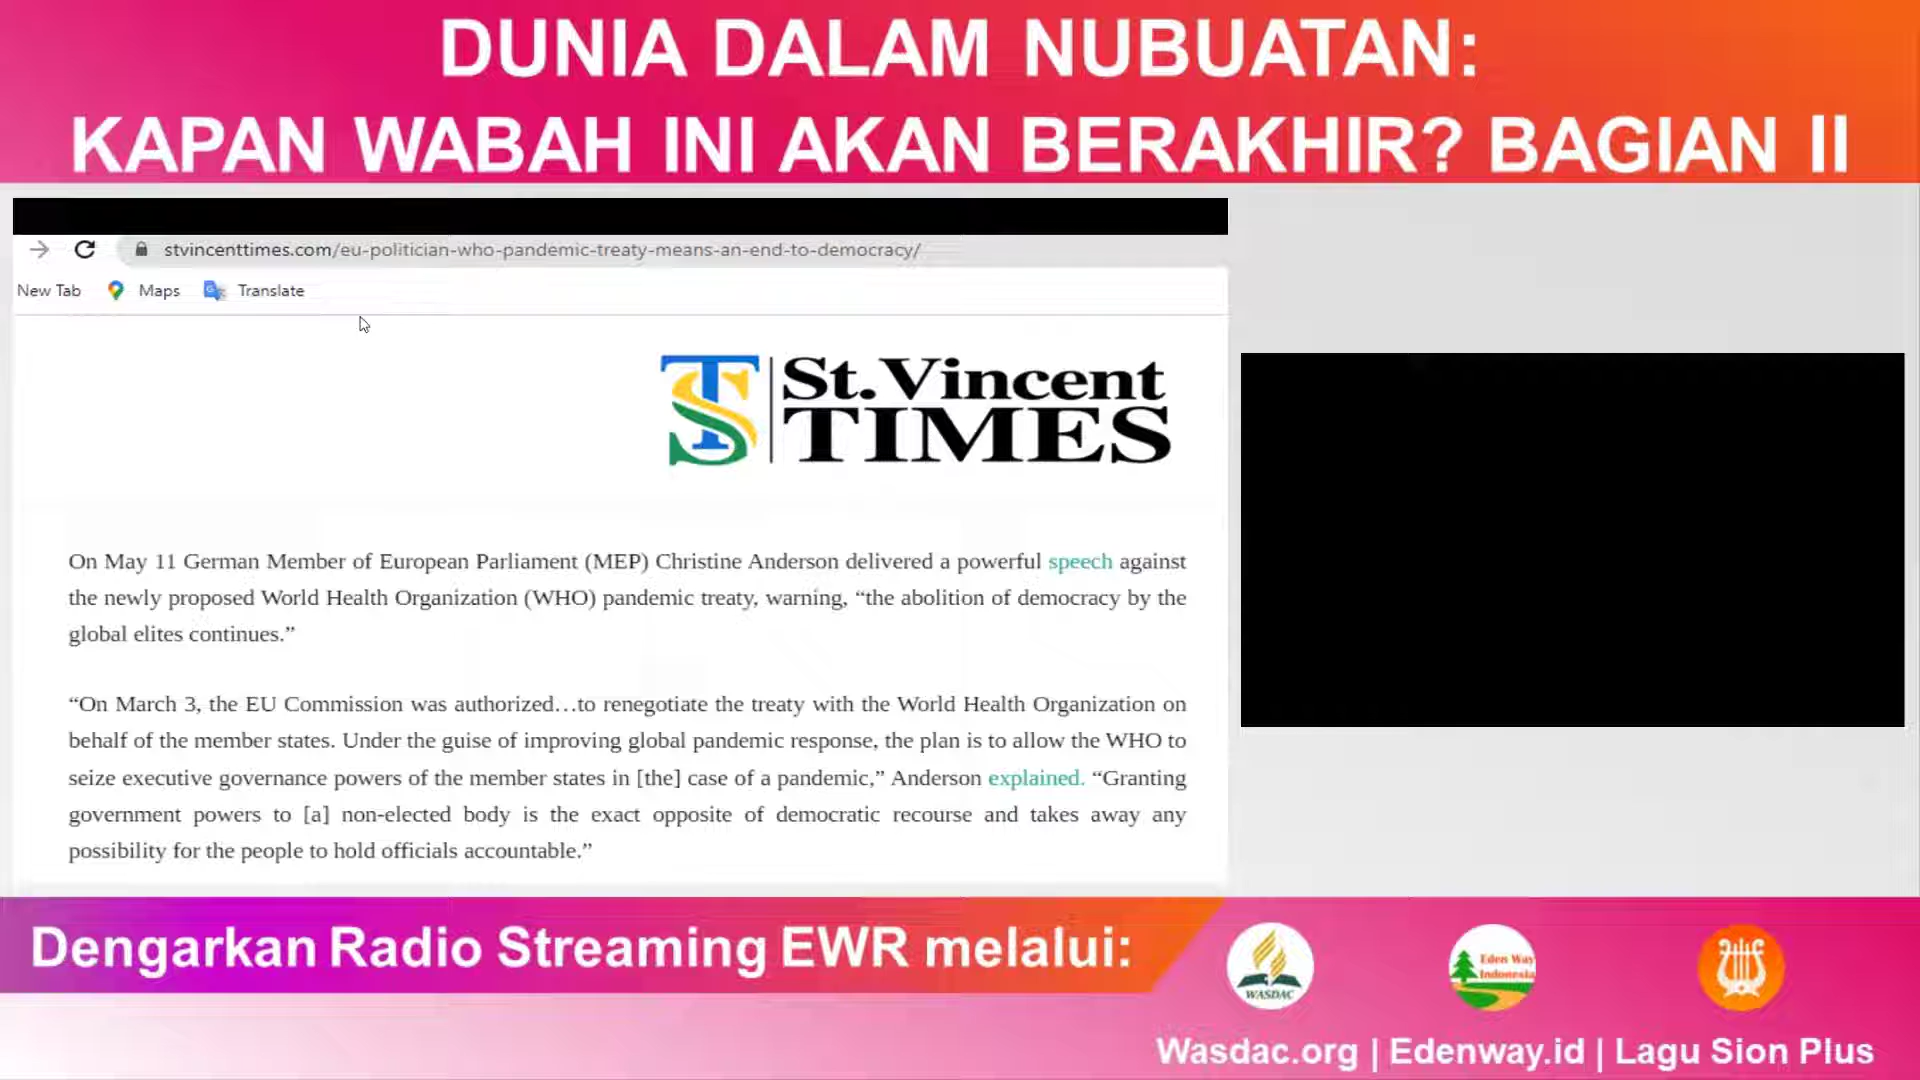 DUNIA DALAM NUBUATAN:
KAPAN WABAH INI AKAN BERAKHIR? BAGIAN II
stvincenttimes.com/eu-politician-who-pandemic-treaty-means-an-end-to-democracy/
New Tab Maps Translate
St.Vincent
TIMES
On May 11 German Member of European Parliament (MEP) Christine Anderson delivered a powerful speech against
the newly proposed World Health Organization (WHO) pandemic treaty, warning, “the abolition of democracy by the
global elites continues.”
“On March 3, the EU Commission was authorized…to renegotiate the treaty with the World Health Organization on
behalf of the member states. Under the guise of improving global pandemic response, the plan is to allow the WHO to
seize executive governance powers of the member states in [the] case of a pandemic,” Anderson explained. “Granting
government powers to [a] non-elected body is the exact opposite of democratic recourse and takes away any
possibility for the people to hold officials accountable.”
Dengarkan Radio Streaming EWR melalui:
WASDAC
Eden Way
Indonesia
Wasdac.org | Edenway.id | Lagu Sion Plus